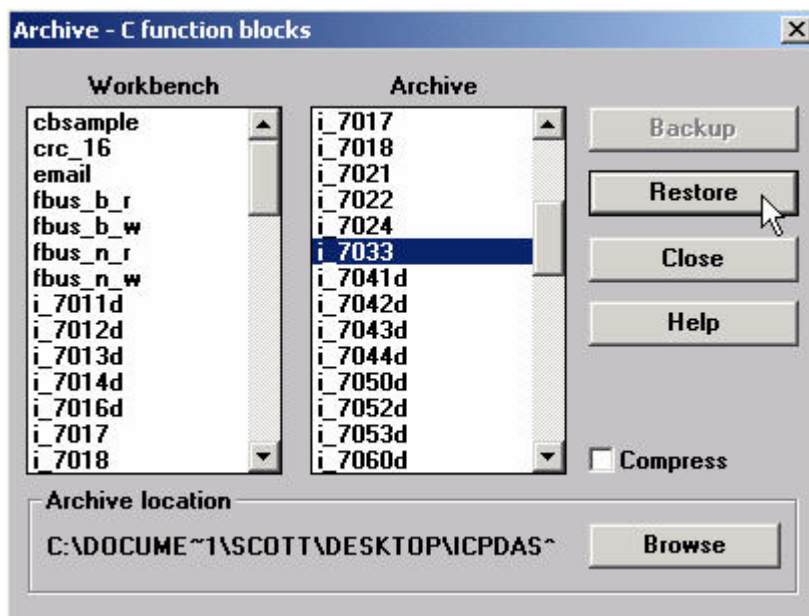 Archive - C function blocks
Workbench
cbsample
crc_16
email
fbus_b_r
fbus_b_w
fbus_n_r
fbus_n_w
i_7011d
i_7012d
i_7013d
i_7014d
i_7016d
i_7017
i_7018
Archive
i_7017
i_7018
i_7021
i_7022
i_7024
i_7033
i_7041d
i_7042d
i_7043d
i_7044d
i_7050d
i_7052d
i_7053d
i_7060d
Backup
Restore
Close
Help
Compress
Archive location
C:\DOCUME~1\SCOTT\DESKTOP\ICPDAS^
Browse